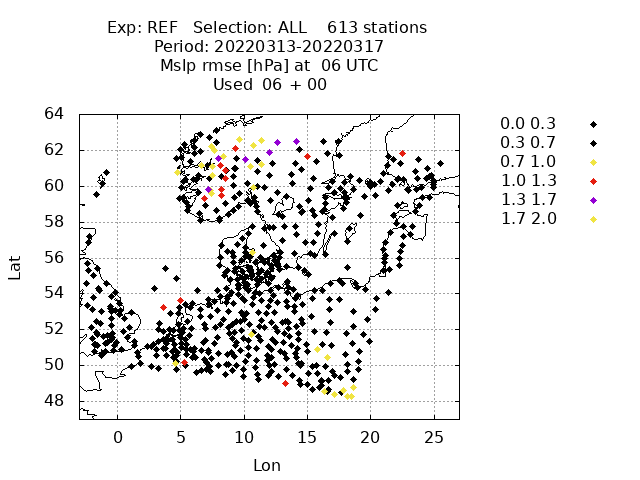 Exp: REF   Selection: ALL    613 stations
Period: 20220313-20220317
Mslp rmse [hPa] at  06 UTC
Used  06 + 00
64
62
60
58
56
54
52
50
48
Lat
0 5 10 15 20 25
Lon
0.0 0.3
0.3 0.7
0.7 1.0
1.0 1.3
1.3 1.7
1.7 2.0